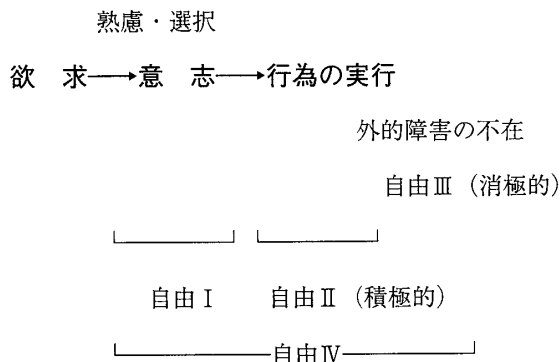 熟慮・選択
欲 求→意 志→行為の実行
外的障害の不在
自由Ⅲ(消極的)
自由Ⅰ 自由Ⅱ(積極的)
自由Ⅳ